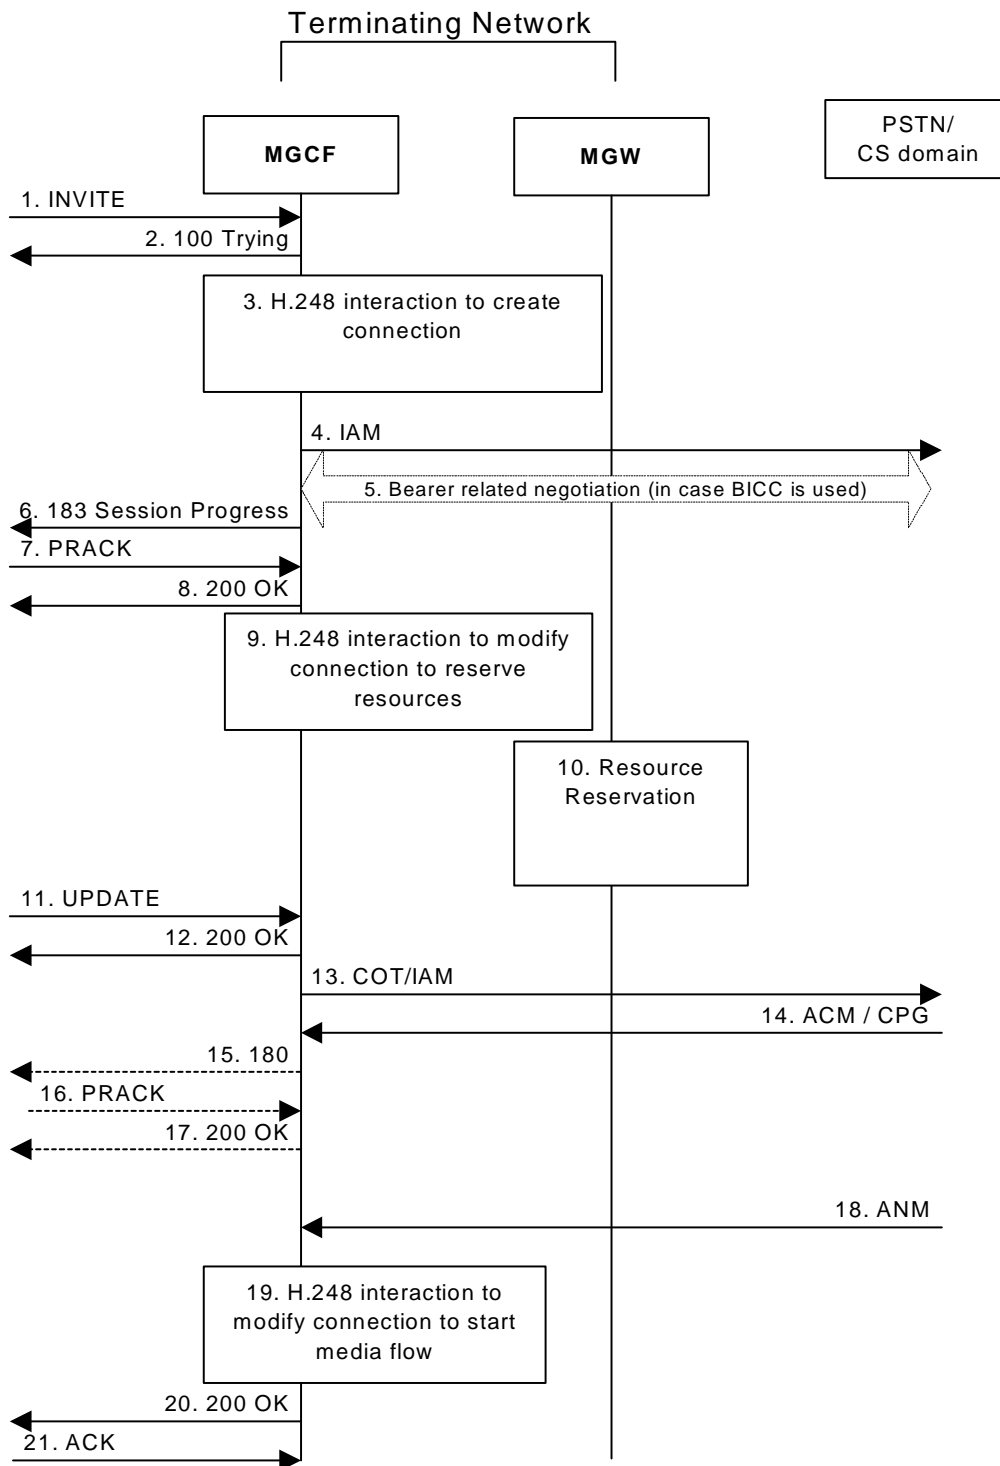 Terminating Network
MGCF
MGW
PSTN/
CS domain
1. INVITE
2. 100 Trying
3. H.248 interaction to create
connection
4. IAM
5. Bearer related negotiation (in case BICC is used)
6. 183 Session Progress
7. PRACK
8. 200 OK
9. H.248 interaction to modify
connection to reserve
resources
10. Resource
Reservation
11. UPDATE
12. 200 OK
13. COT/IAM
14. ACM / CPG
15. 180
16. PRACK
17. 200 OK
18. ANM
19. H.248 interaction to
modify connection to start
media flow
20. 200 OK
21. ACK